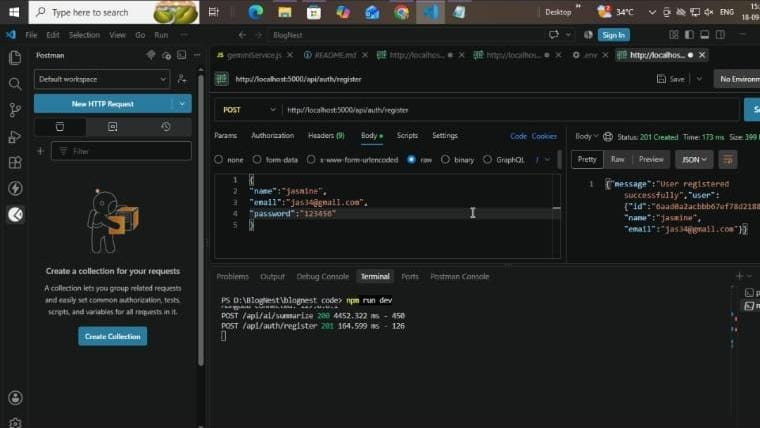 Type here to search
Desktop
34°C
ENG
18-09
File Edit Selection View Go Run
BlogNest
Sign In
Postman
geminiService.js
README.md
http://localhos...
http://localhos...
.env
http://localhos...
Default workspace
http://localhost:5000/api/auth/register
Save
No Environm
New HTTP Request
POST
http://localhost:5000/api/auth/register
Params Authorization Headers (9) Body Scripts Settings Code Cookies
Body Status: 201 Created Time: 173 ms Size: 399
Filter
none form-data x-www-form-urlencoded raw binary GraphQL
Pretty Raw Preview JSON
1 {
2 "name":"jasmine",
3 "email":"jas34@gmail.com",
4 "password":"123456"
5 }
1 {"message":"User registered
successfully","user":
{"id":"6aad0a2acbbb67ef78d2188
"name":"jasmine",
"email":"jas34@gmail.com"}}
Create a collection for your requests
A collection lets you group related requests
and easily set common authorization, tests,
scripts, and variables for all requests in it.
Create Collection
Problems Output Debug Console Terminal Ports Postman Console
PS O:\BlogNest\blognest code> npm run dev
POST /api/ai/summarize 200 4452.322 ms - 450
POST /api/auth/register 201 164.599 ms - 126